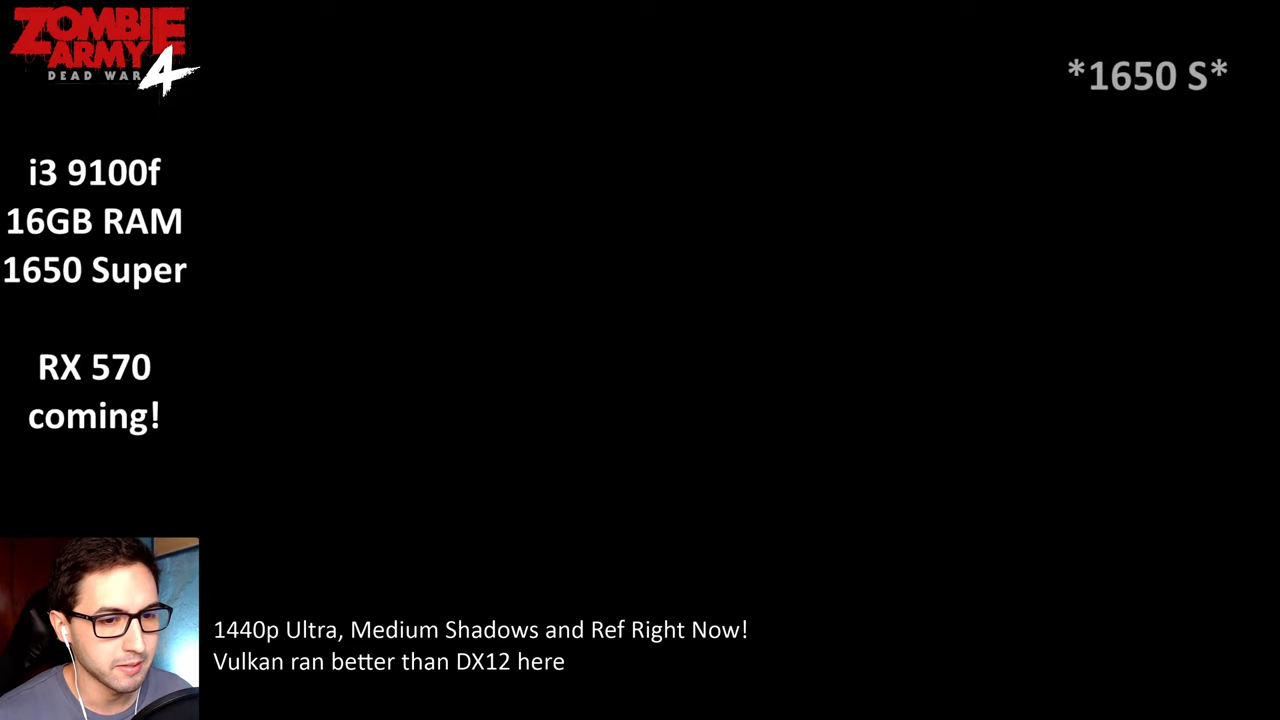 ZOMBIE
ARMY
DEAD WAR 4
*1650 S*
i3 9100f
16GB RAM
1650 Super
RX 570
coming!
1440p Ultra, Medium Shadows and Ref Right Now!
Vulkan ran better than DX12 here